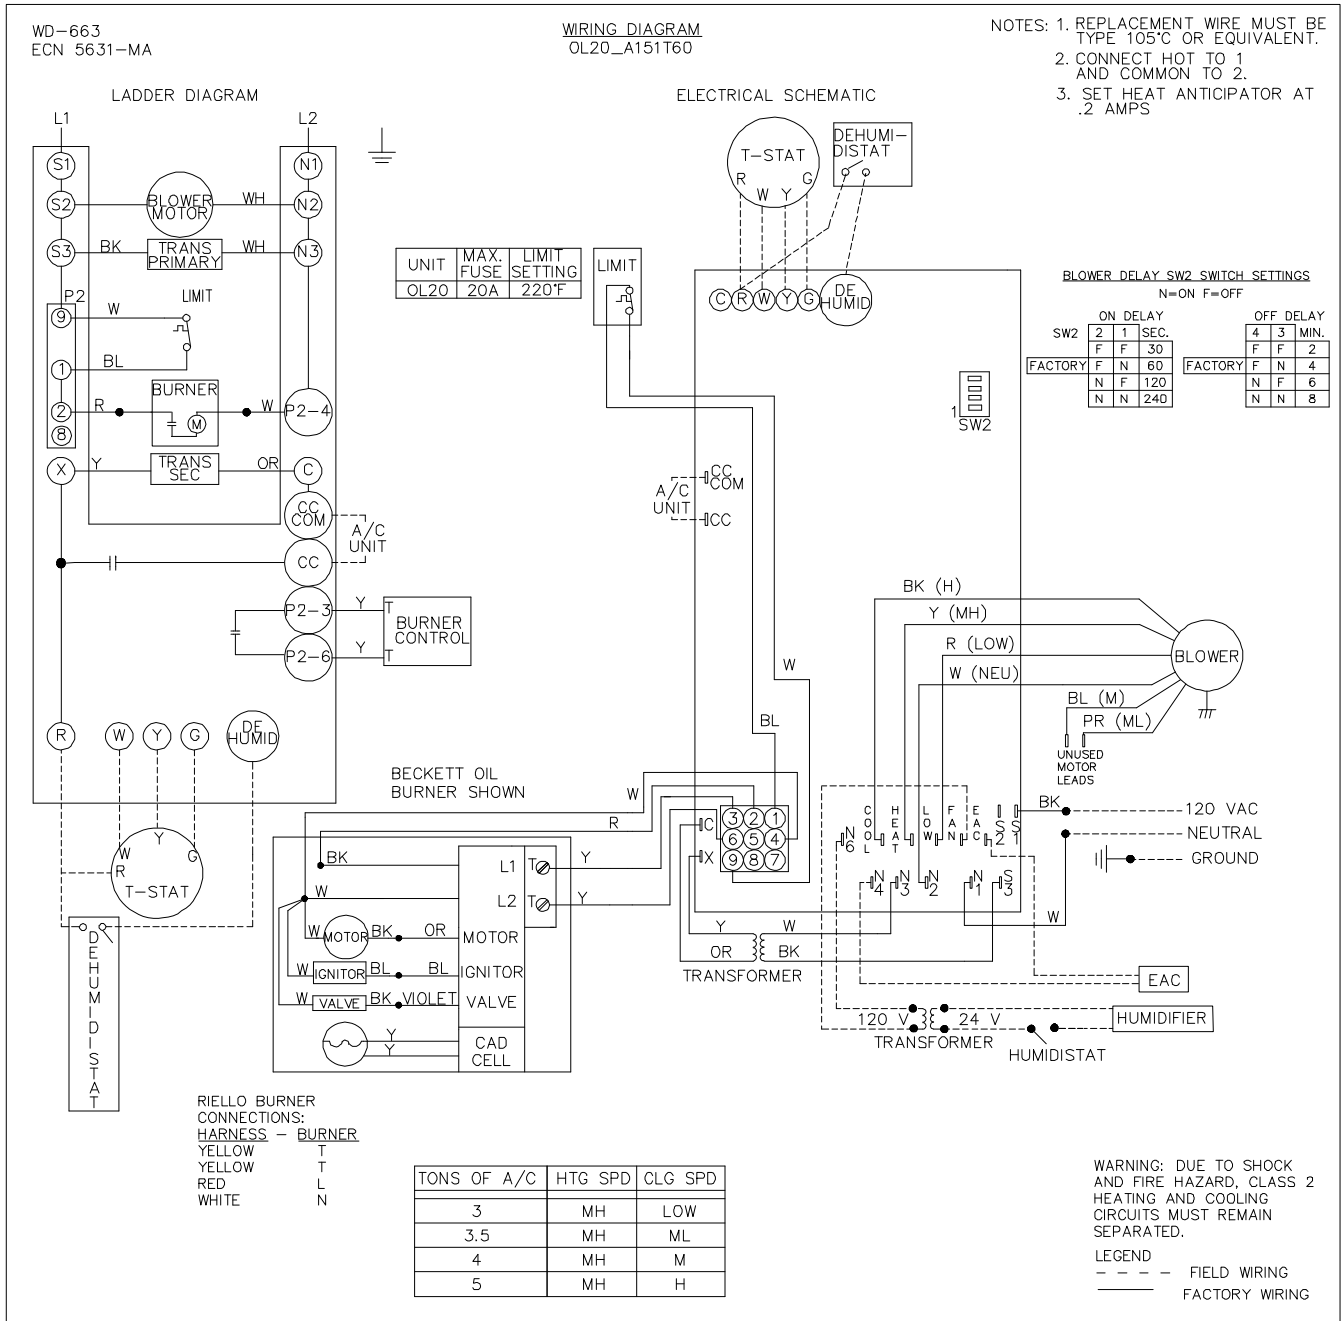 WD-663
ECN 5631-MA
WIRING DIAGRAM
OL20_A151T60
NOTES: 1. REPLACEMENT WIRE MUST BE
TYPE 105°C OR EQUIVALENT.
2. CONNECT HOT TO 1
AND COMMON TO 2.
3. SET HEAT ANTICIPATOR AT
.2 AMPS
LADDER DIAGRAM
L1
L2
S1
N1
S2
BLOWER
MOTOR
WH
N2
S3
BK
TRANS
PRIMARY
WH
N3
P2
LIMIT
9
W
1
BL
BURNER
2
R
M
W
P2-4
8
X
Y
TRANS
SEC
OR
C
CC
COM
A/C
UNIT
CC
P2-3
Y
T
BURNER
CONTROL
P2-6
Y
T
R
W
Y
G
DE
HUMID
W
Y
G
R
T-STAT
DEHUMIDISTAT
UNIT
MAX.
FUSE
LIMIT
SETTING
OL20
20A
220°F
ELECTRICAL SCHEMATIC
T-STAT
R
W
Y
G
DEHUMI-
DISTAT
LIMIT
C
R
W
Y
G
DE
HUMID
BLOWER DELAY SW2 SWITCH SETTINGS
N=ON F=OFF
ON DELAY
SW2 2 1 SEC.
F F 30
FACTORY F N 60
N F 120
N N 240
OFF DELAY
4 3 MIN.
F F 2
FACTORY F N 4
N F 6
N N 8
1
SW2
CC
COM
A/C
UNIT
CC
BK (H)
Y (MH)
R (LOW)
W (NEU)
BLOWER
BL (M)
PR (ML)
UNUSED
MOTOR
LEADS
W
BL
BECKETT OIL
BURNER SHOWN
W
R
C
X
3 2 1
6 5 4
9 8 7
N6
COOL
HET
LOW
FAN
EAC
S2
S1
N4
N3
N2
N1
S3
BK
120 VAC
NEUTRAL
GROUND
W
BK
L1
T
Y
W
L2
T
Y
W
MOTOR
BK
OR
MOTOR
W
IGNITOR
BL
BL
IGNITOR
W
VALVE
BK
VIOLET
VALVE
Y
Y
CAD
CELL
Y
W
OR
BK
TRANSFORMER
EAC
120 V
24 V
TRANSFORMER
HUMIDISTAT
HUMIDIFIER
RIELLO BURNER
CONNECTIONS:
HARNESS - BURNER
YELLOW T
YELLOW T
RED L
WHITE N
TONS OF A/C HTG SPD CLG SPD
3 MH LOW
3.5 MH ML
4 MH M
5 MH H
WARNING: DUE TO SHOCK
AND FIRE HAZARD, CLASS 2
HEATING AND COOLING
CIRCUITS MUST REMAIN
SEPARATED.
LEGEND
FIELD WIRING
FACTORY WIRING